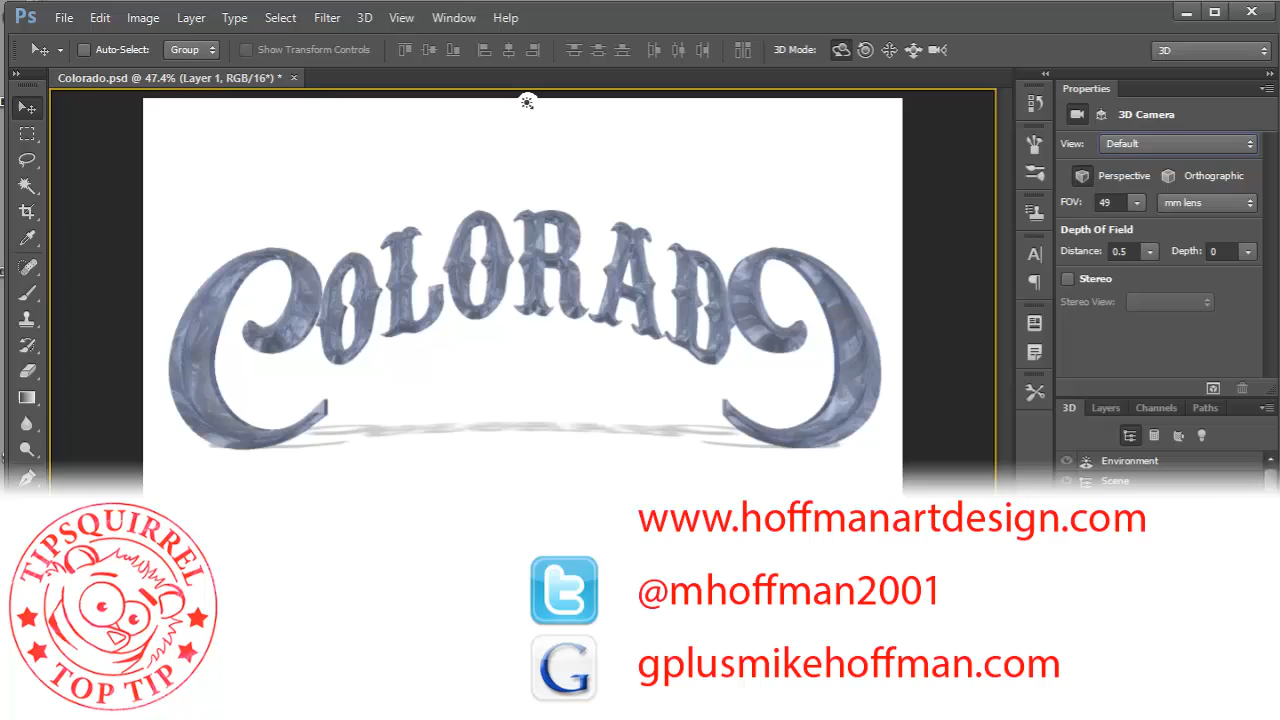 Ps File Edit Image Layer Type Select Filter 3D View Window Help
Auto-Select: Group Show Transform Controls 3D Mode: 3D
Colorado.psd @ 47.4% (Layer 1, RGB/16*) * ×
Properties
3D Camera
View: Default
Perspective Orthographic
FOV: 49 mm lens
Depth Of Field
Distance: 0.5 Depth: 0
Stereo
Stereo View:
3D Layers Channels Paths
Environment
Scene
COLORADO
TIPSQUIRREL
TOP TIP
www.hoffmanartdesign.com
@mhoffman2001
gplusmikehoffman.com